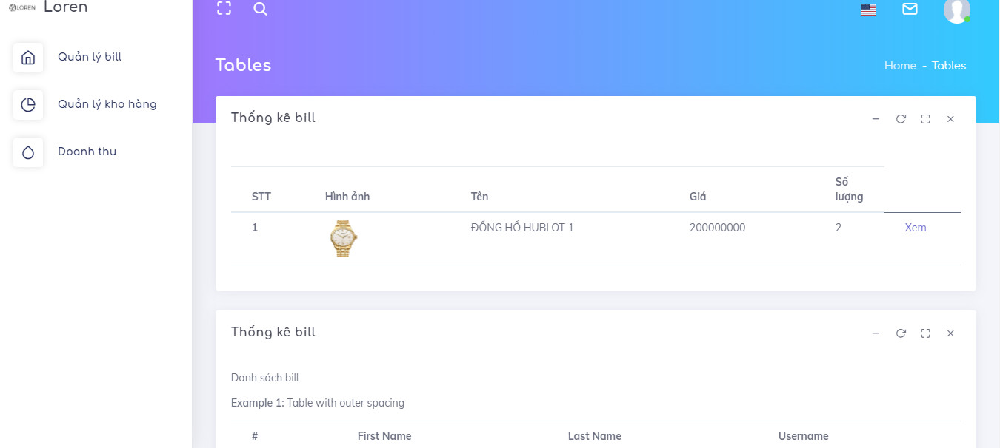 LOREN Loren
Quản lý bill
Quản lý kho hàng
Doanh thu
Tables
Home - Tables
Thống kê bill
STT Hình ảnh Tên Giá Số lượng
1 ĐỒNG HỒ HUBLOT 1 200000000 2 Xem
Thống kê bill
Danh sách bill
Example 1: Table with outer spacing
# First Name Last Name Username